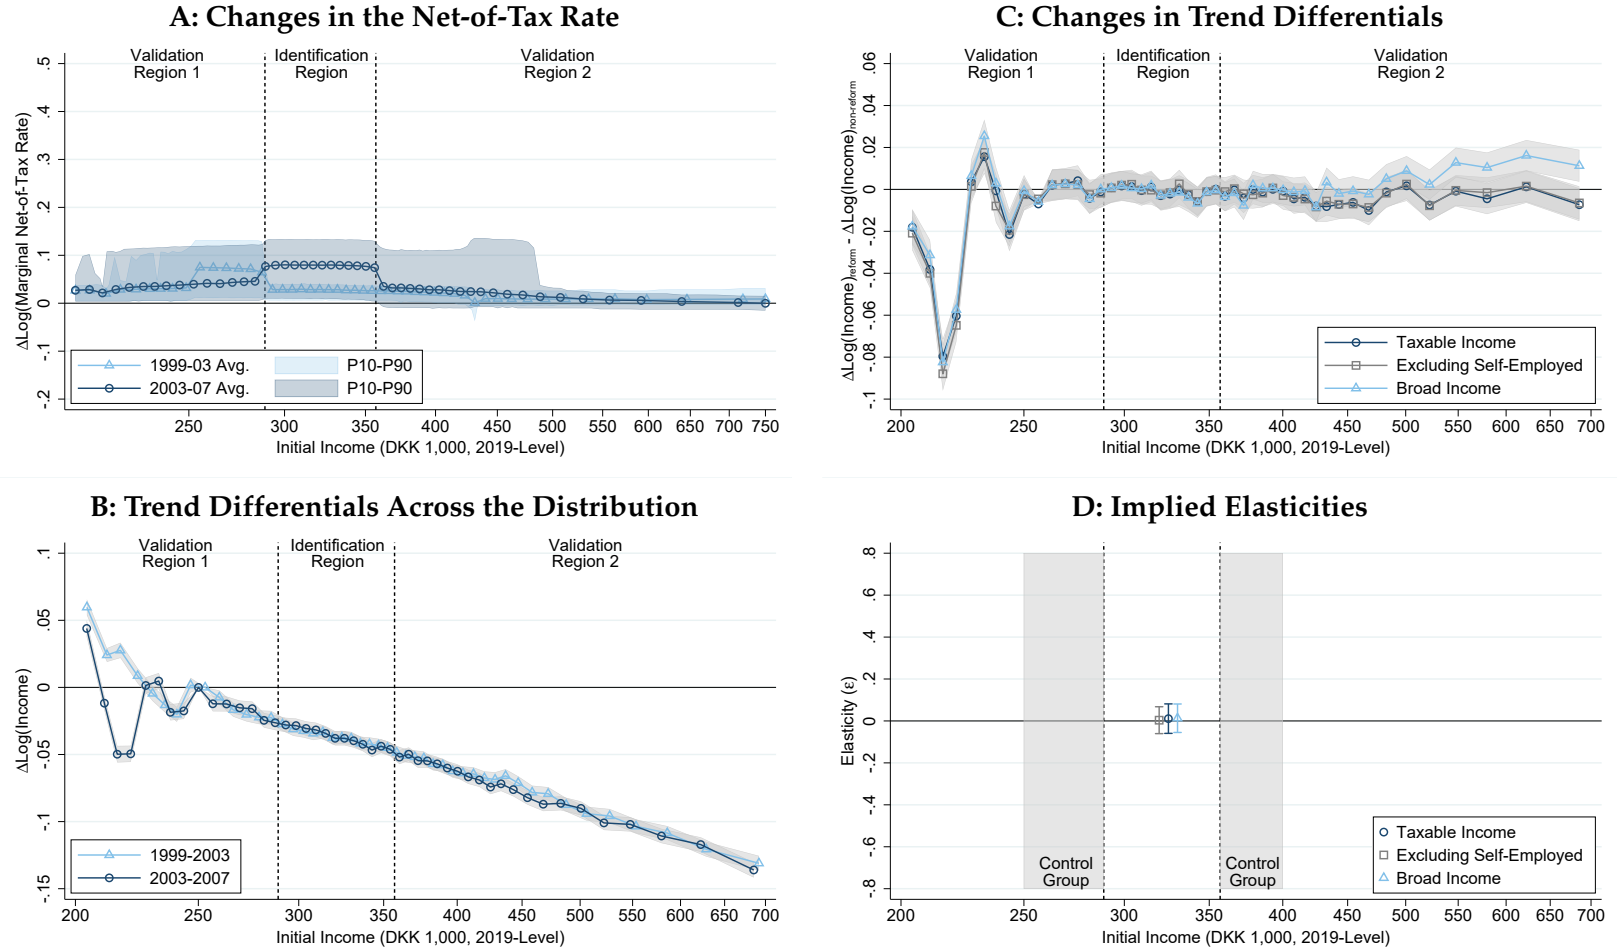 A: Changes in the Net-of-Tax Rate
Validation
Region 1
Identification
Region
Validation
Region 2
ΔLog(Marginal Net-of-Tax Rate)
.5
.4
.3
.2
.1
0
-.1
-.2
1999-03 Avg.
P10-P90
2003-07 Avg.
P10-P90
250 300 350 400 450 500 550 600 650 700 750
Initial Income (DKK 1,000, 2019-Level)
C: Changes in Trend Differentials
Validation
Region 1
Identification
Region
Validation
Region 2
ΔLog(Income)reform - ΔLog(Income)non-reform
.06
.04
.02
0
-.02
-.04
-.06
-.08
-.1
Taxable Income
Excluding Self-Employed
Broad Income
200 250 300 350 400 450 500 550 600 650 700
Initial Income (DKK 1,000, 2019-Level)
B: Trend Differentials Across the Distribution
Validation
Region 1
Identification
Region
Validation
Region 2
ΔLog(Income)
.1
.05
0
-.05
-.1
-.15
1999-2003
2003-2007
200 250 300 350 400 450 500 550 600 650 700
Initial Income (DKK 1,000, 2019-Level)
D: Implied Elasticities
Elasticity (ε)
.8
.6
.4
.2
0
-.2
-.4
-.6
-.8
Control
Group
Control
Group
Taxable Income
Excluding Self-Employed
Broad Income
200 250 300 350 400 450 500 550 600 650 700
Initial Income (DKK 1,000, 2019-Level)